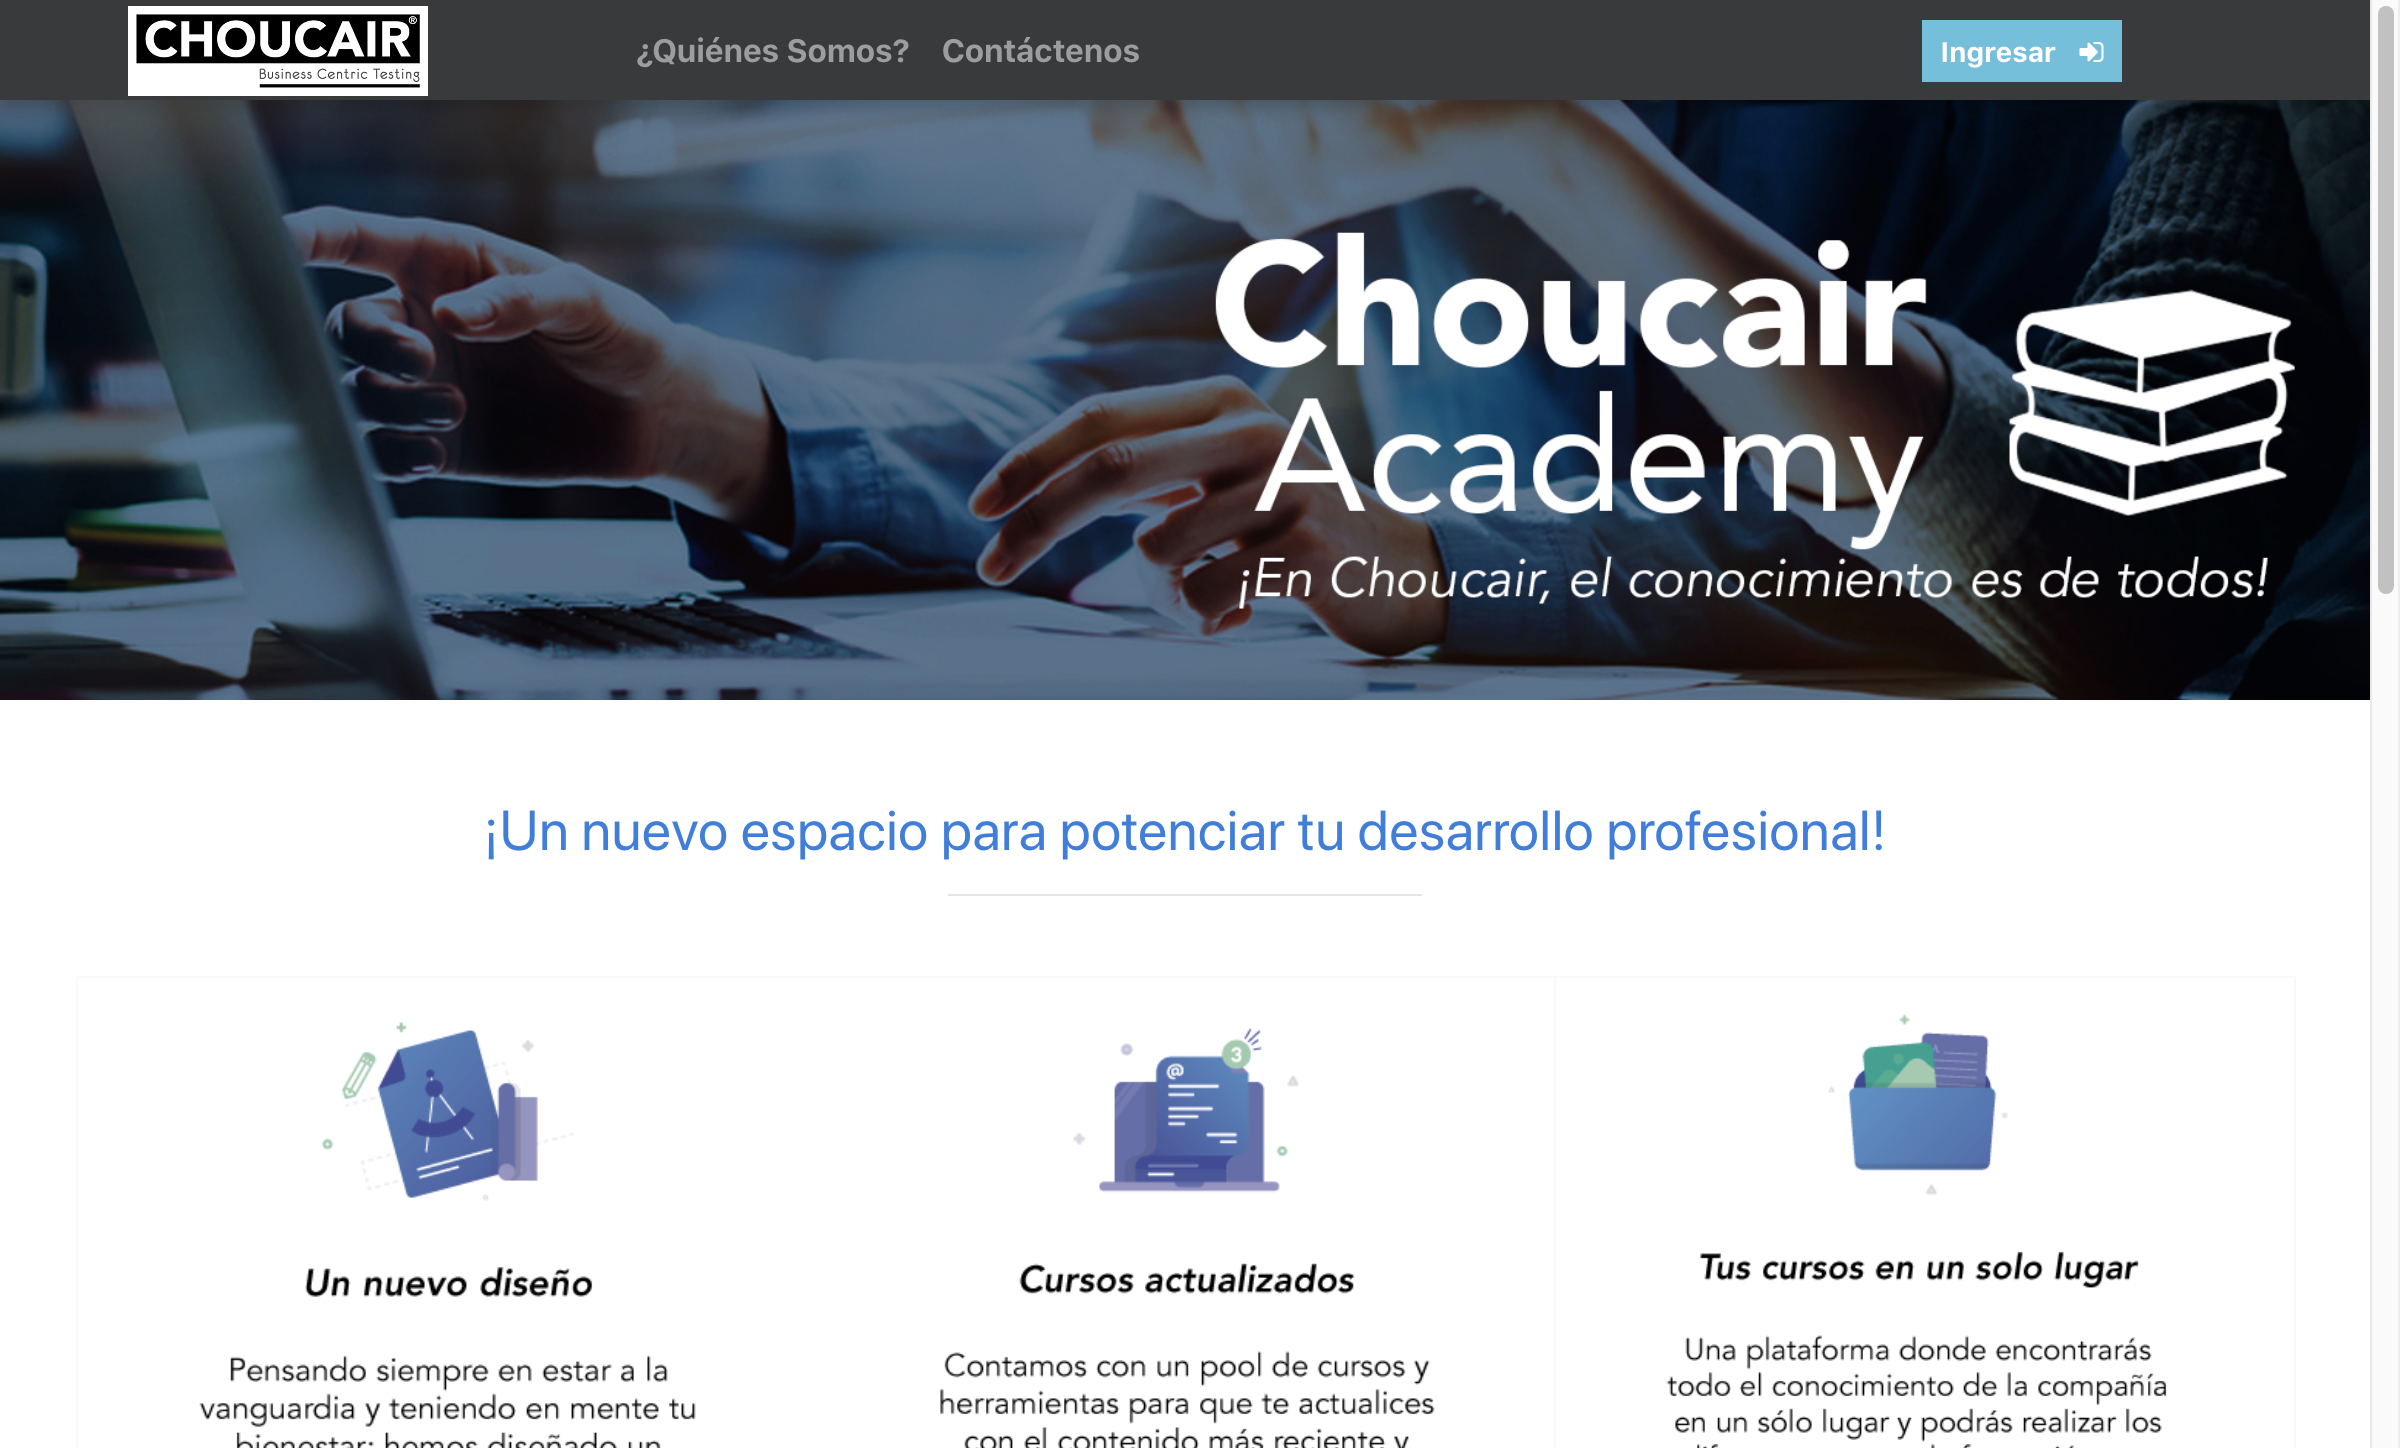 CHOUCAIR®
Business Centric Testing
¿Quiénes Somos? Contáctenos
Ingresar
Choucair
Academy
¡En Choucair, el conocimiento es de todos!
¡Un nuevo espacio para potenciar tu desarrollo profesional!
@
3
A
Un nuevo diseño
Pensando siempre en estar a la
vanguardia y teniendo en mente tu
bienestar; hemos diseñado un
Cursos actualizados
Contamos con un pool de cursos y
herramientas para que te actualices
con el contenido más reciente y
Tus cursos en un solo lugar
Una plataforma donde encontrarás
todo el conocimiento de la compañía
en un sólo lugar y podrás realizar los